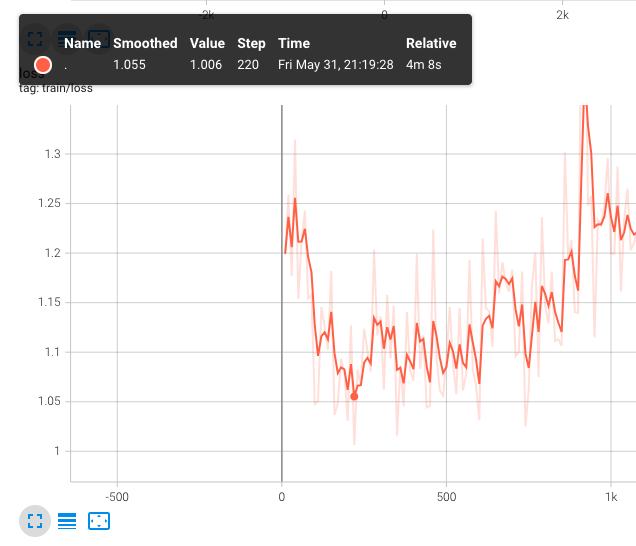 -2k 0 2k
Name Smoothed Value Step Time Relative
. 1.055 1.006 220 Fri May 31, 21:19:28 4m 8s
loss
tag: train/loss
1.3
1.25
1.2
1.15
1.1
1.05
1
-500 0 500 1k